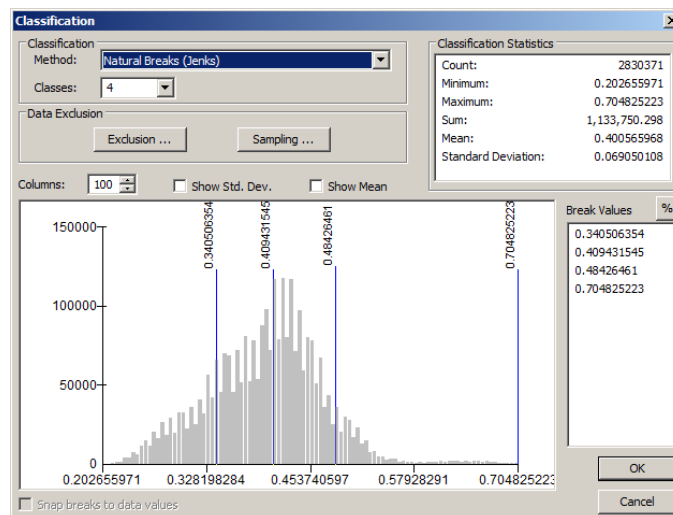 Classification
Classification
Method: Natural Breaks (Jenks)
Classes: 4
Data Exclusion
Exclusion ...
Sampling ...
Classification Statistics
Count: 2830371
Minimum: 0.202655971
Maximum: 0.704825223
Sum: 1,133,750.298
Mean: 0.400565968
Standard Deviation: 0.069050108
Columns: 100
Show Std. Dev.
Show Mean
Break Values
%
0.340506354
0.409431545
0.48426461
0.704825223
150000
100000
50000
0
0.340506354
0.409431545
0.48426461
0.704825223
0.202655971
0.328198284
0.453740597
0.57928291
0.704825223
Snap breaks to data values
OK
Cancel